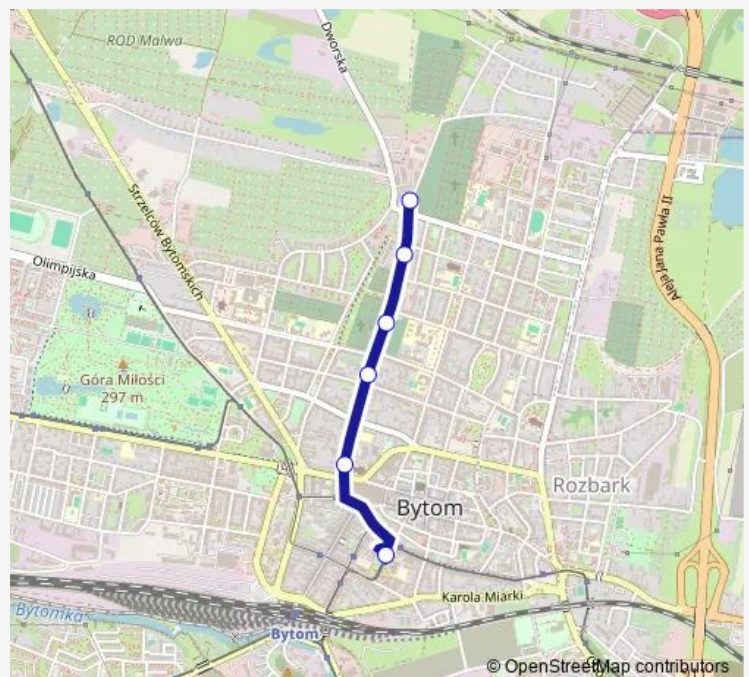 ROD Malwa
Dworska
Strzelców Bytomskich
Aleja Jana Pawła II
Olimpijska
Góra Miłości
297 m
Rozbark
Bytom
Karola Miarki
Bytomka
Bytom
© OpenStreetMap contributors